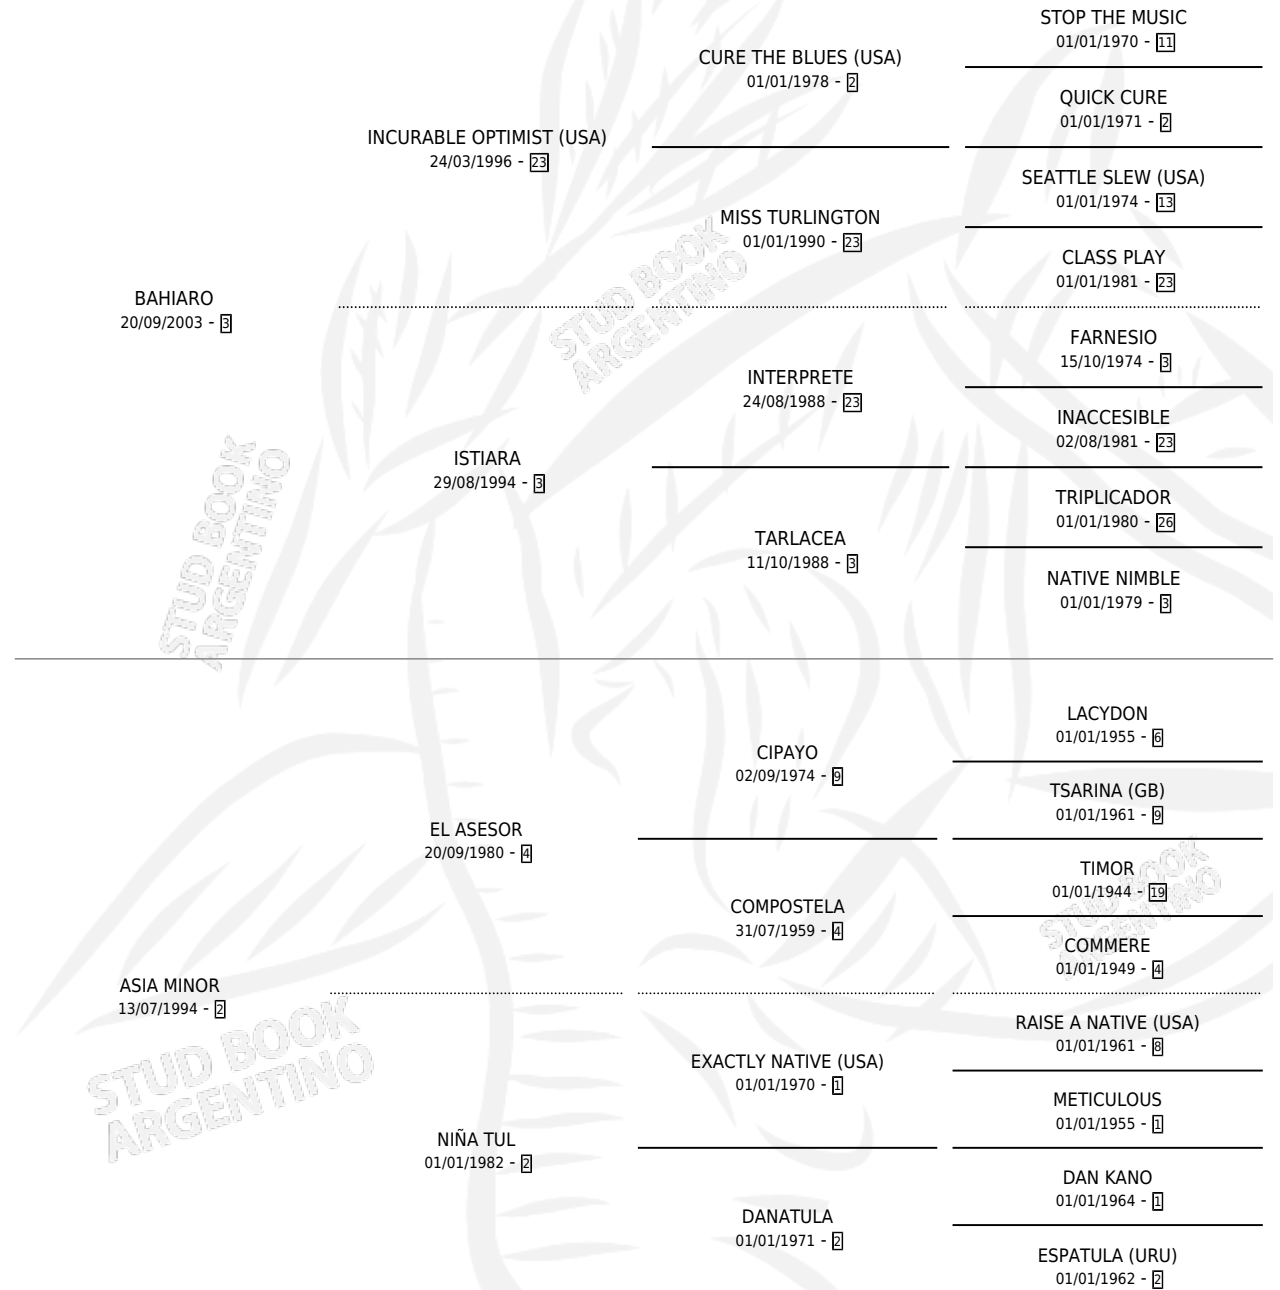 STOP THE MUSIC
01/01/1970 - 11
CURE THE BLUES (USA)
01/01/1978 - 2
QUICK CURE
01/01/1971 - 2
INCURABLE OPTIMIST (USA)
24/03/1996 - 23
SEATTLE SLEW (USA)
01/01/1974 - 13
MISS TURLINGTON
01/01/1990 - 23
CLASS PLAY
01/01/1981 - 23
BAHIARO
20/09/2003 - 3
STUD BOOK
ARGENTINO
FARNESIO
15/10/1974 - 3
INTERPRETE
24/08/1988 - 23
INACCESIBLE
02/08/1981 - 23
ISTIARA
29/08/1994 - 3
TRIPLICADOR
01/01/1980 - 26
TARLACEA
11/10/1988 - 3
NATIVE NIMBLE
01/01/1979 - 3
STUD BOOK
ARGENTINO
LACYDON
01/01/1955 - 6
CIPAYO
02/09/1974 - 9
TSARINA (GB)
01/01/1961 - 9
EL ASESOR
20/09/1980 - 4
TIMOR
01/01/1944 - 19
COMPOSTELA
31/07/1959 - 4
STUD BOOK
ARGENTINO
COMMERE
01/01/1949 - 4
ASIA MINOR
13/07/1994 - 2
RAISE A NATIVE (USA)
01/01/1961 - 8
EXACTLY NATIVE (USA)
01/01/1970 - 1
STUD BOOK
ARGENTINO
METICULOUS
01/01/1955 - 1
NIÑA TUL
01/01/1982 - 2
DAN KANO
01/01/1964 - 1
DANATULA
01/01/1971 - 2
ESPATULA (URU)
01/01/1962 - 2